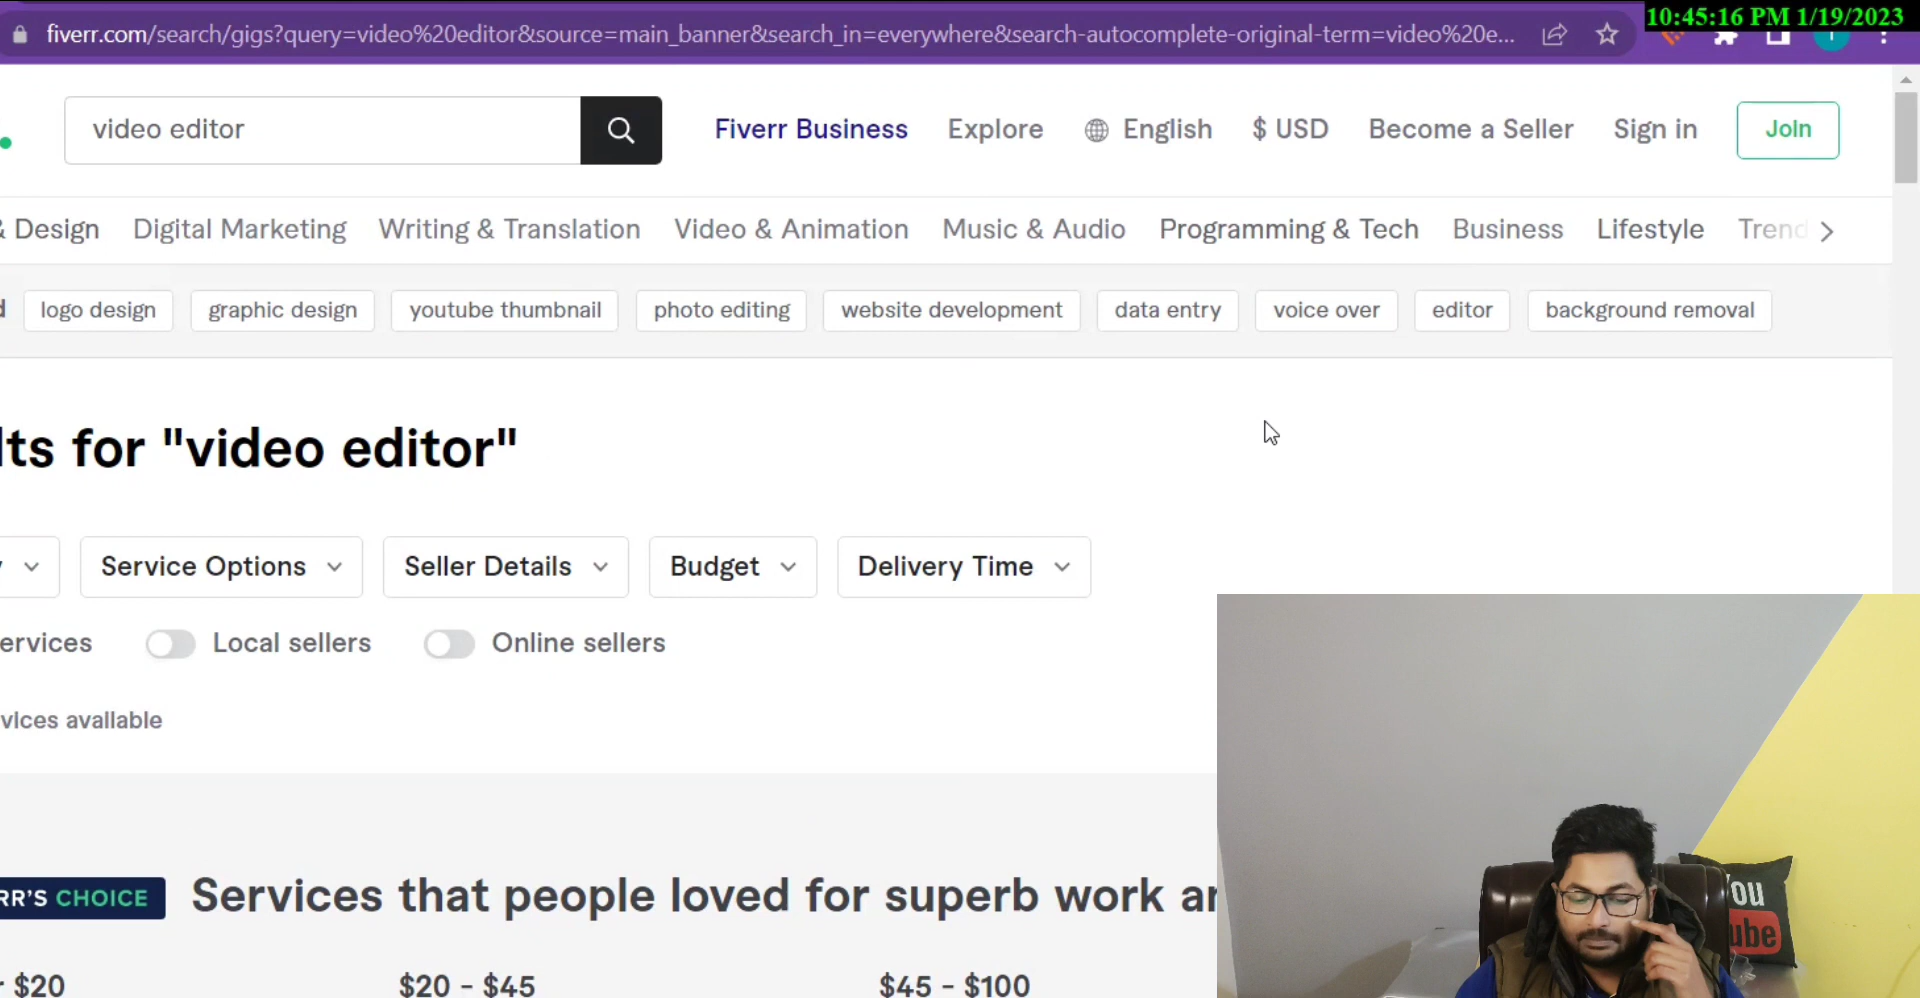 10:45:16 PM 1/19/2023
fiverr.com/search/gigs?query=video%20editor&source=main_banner&search_in=everywhere&search-autocomplete-original-term=video%20e...
video editor
Fiverr Business Explore English $ USD Become a Seller Sign in Join
& Design Digital Marketing Writing & Translation Video & Animation Music & Audio Programming & Tech Business Lifestyle Trend
logo design graphic design youtube thumbnail photo editing website development data entry voice over editor background removal
lts for "video editor"
Service Options Seller Details Budget Delivery Time
ervices Local sellers Online sellers
vices available
RR'S CHOICE Services that people loved for superb work an
$20 $20 - $45 $45 - $100
You
ube